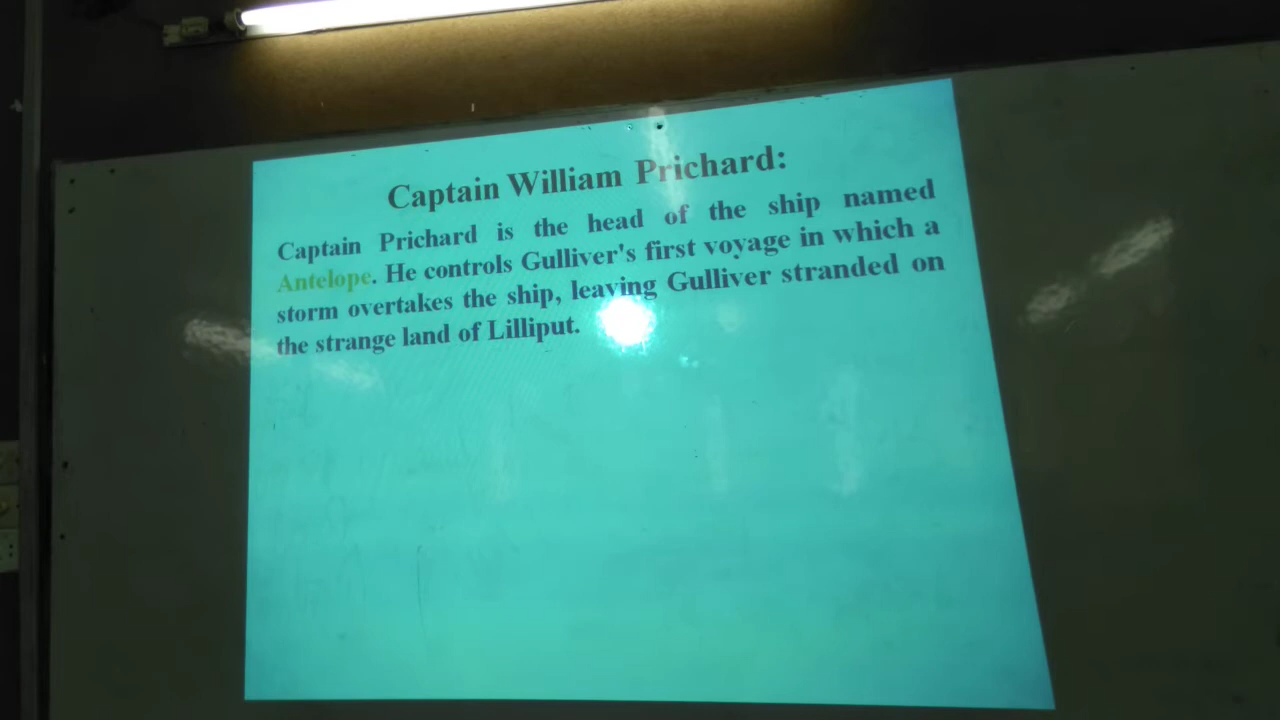 Captain William Prichard:
Captain Prichard is the head of the ship named
Antelope. He controls Gulliver's first voyage in which a
storm overtakes the ship, leaving Gulliver stranded on
the strange land of Lilliput.